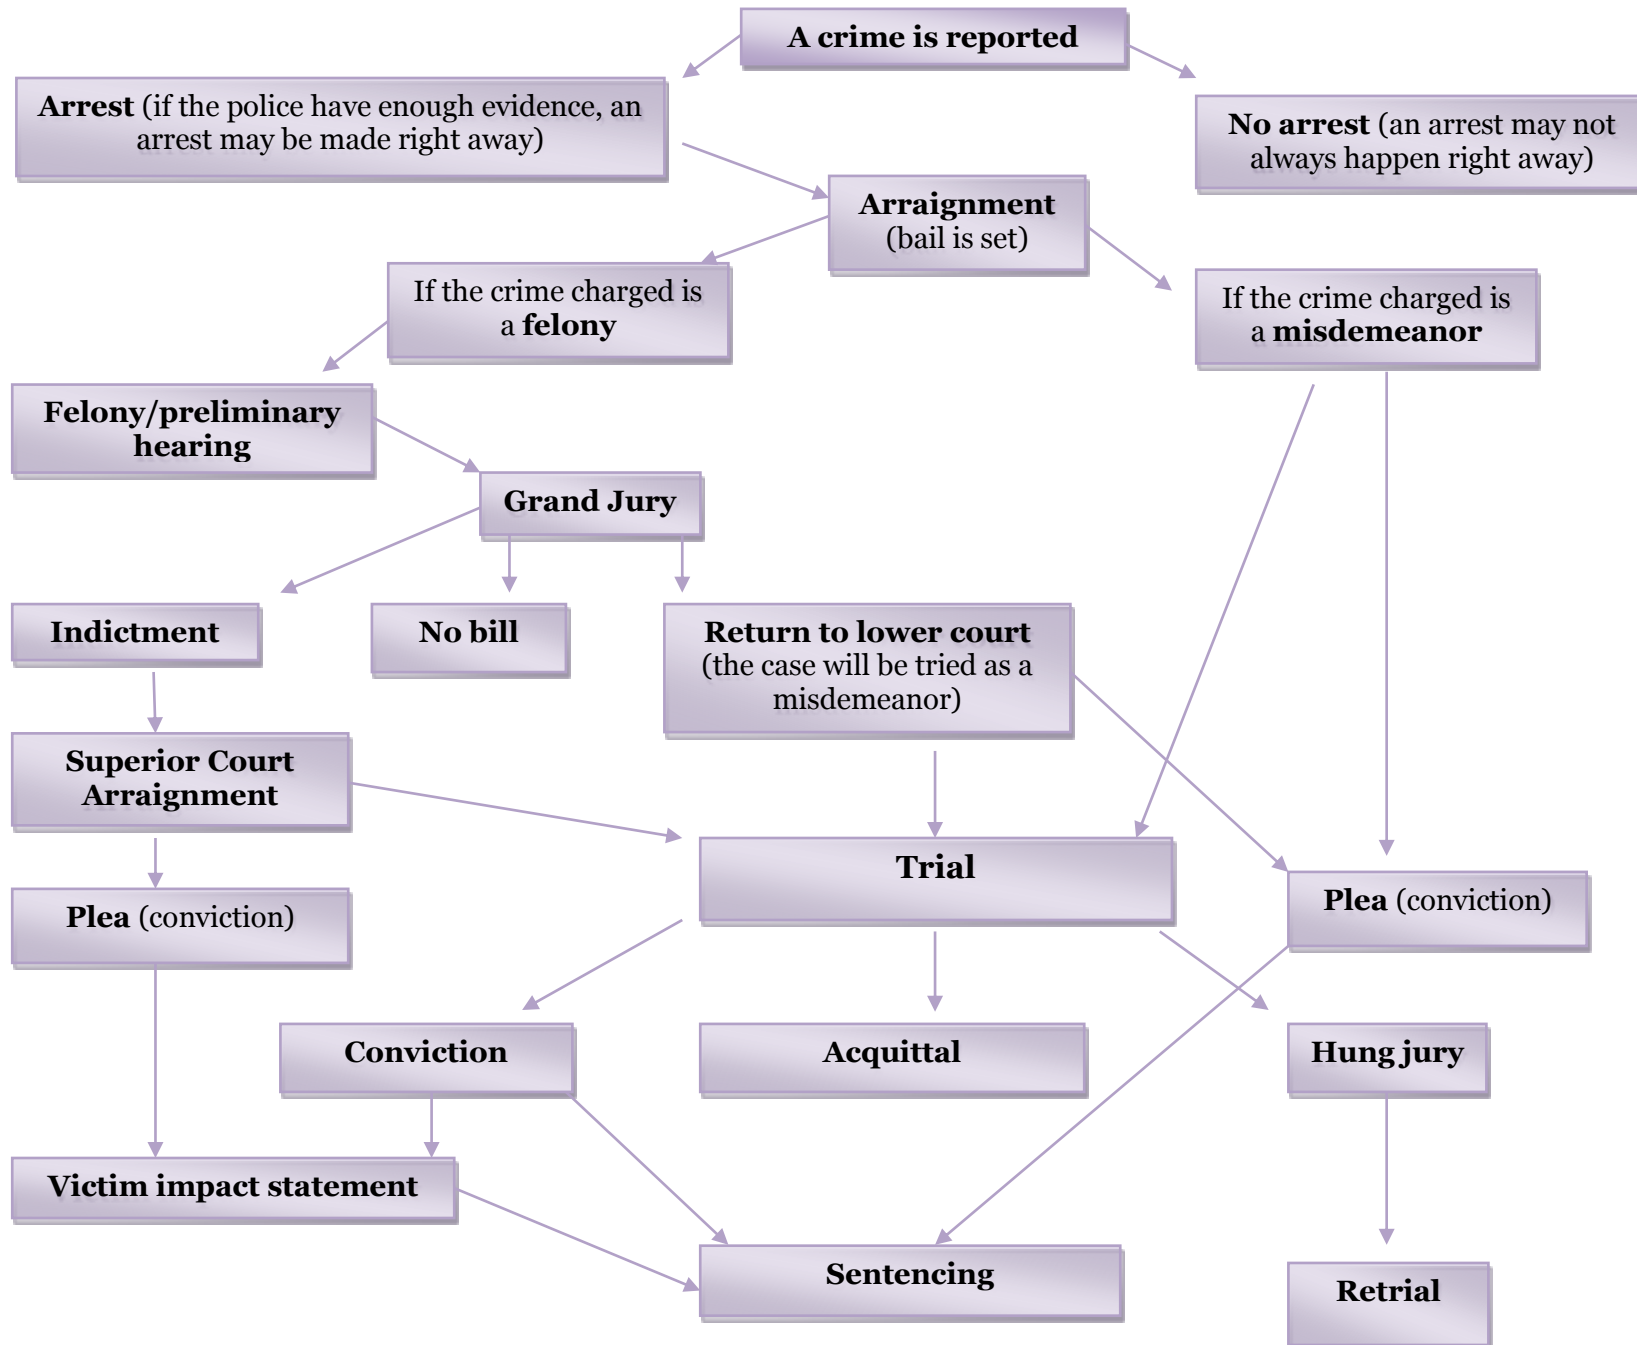 A crime is reported
Arrest (if the police have enough evidence, an
arrest may be made right away)
No arrest (an arrest may not
always happen right away)
Arraignment
(bail is set)
If the crime charged is
a felony
If the crime charged is
a misdemeanor
Felony/preliminary
hearing
Grand Jury
Indictment
No bill
Return to lower court
(the case will be tried as a
misdemeanor)
Superior Court
Arraignment
Trial
Plea (conviction)
Plea (conviction)
Conviction
Acquittal
Hung jury
Victim impact statement
Sentencing
Retrial